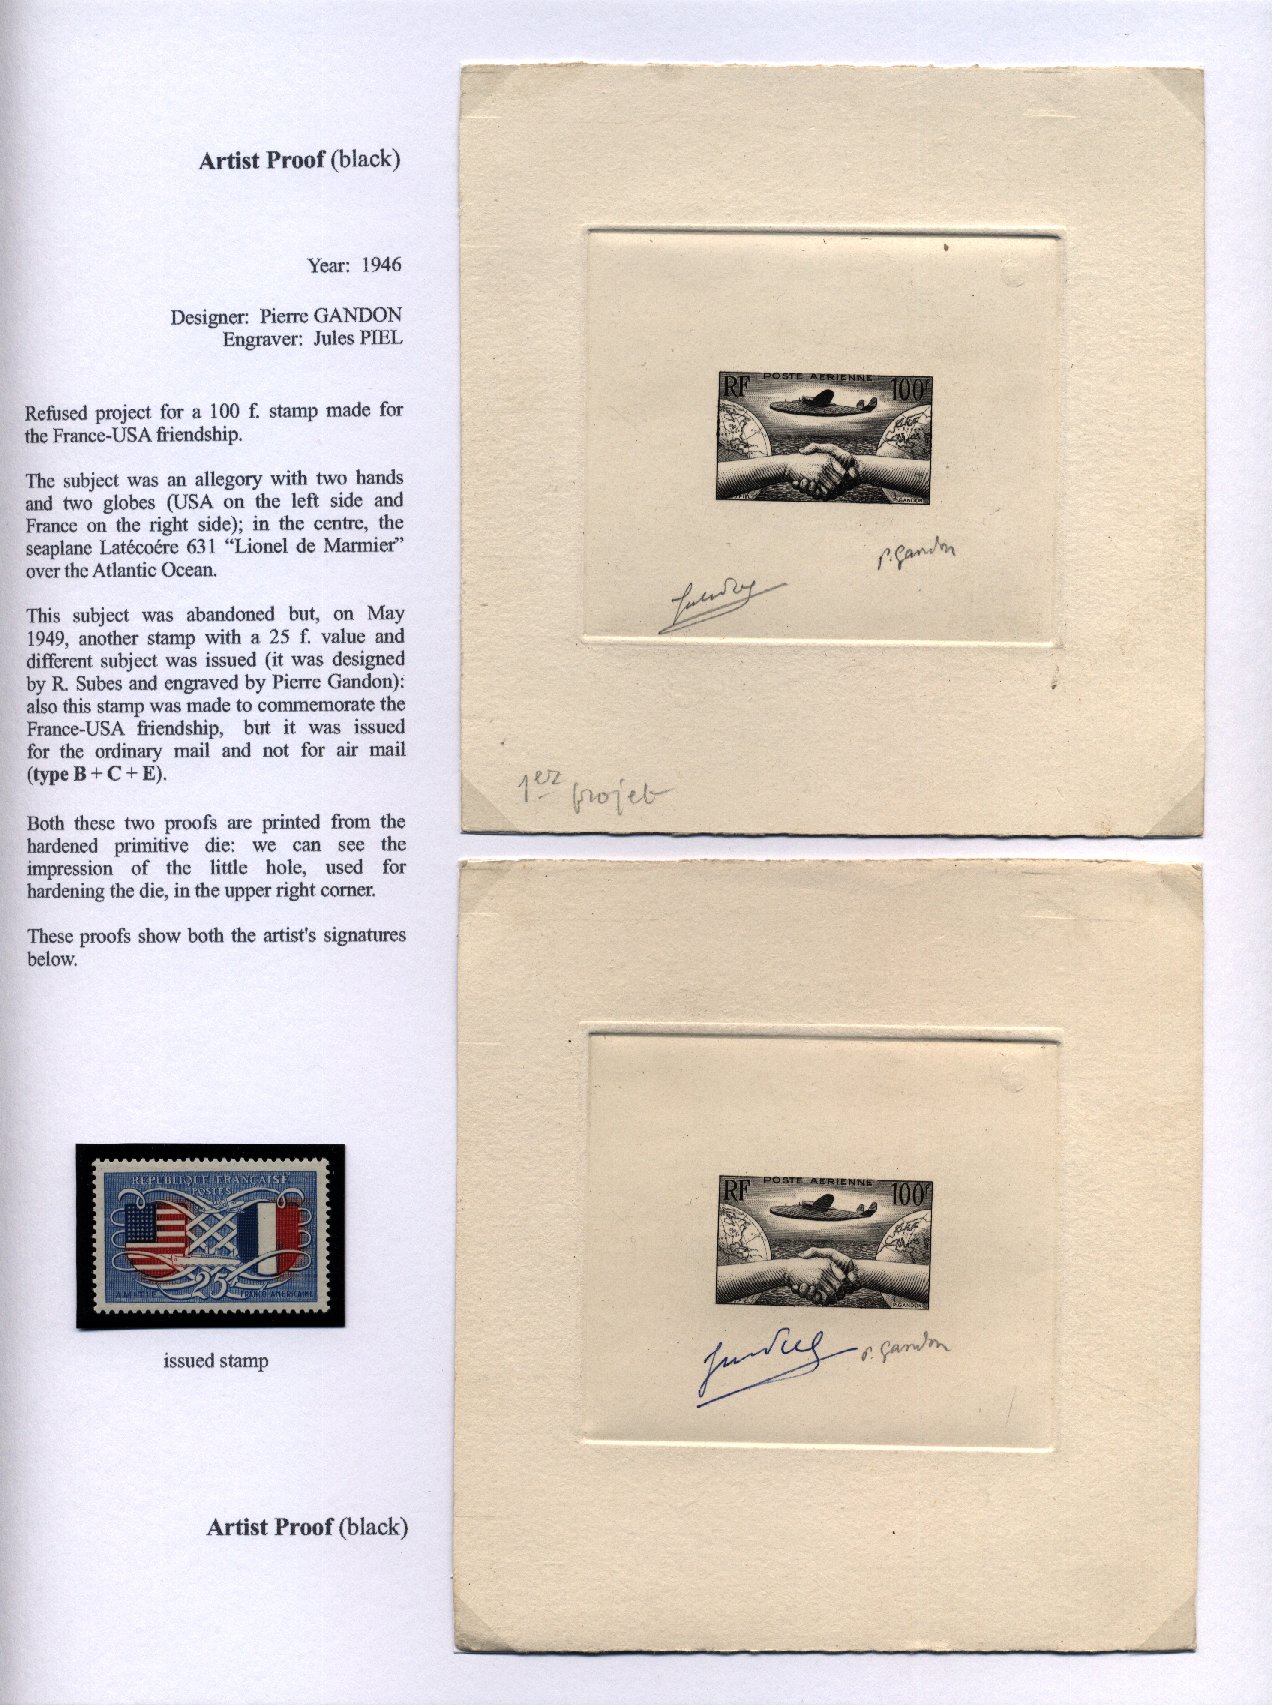 Artist Proof (black)
Year: 1946
Designer: Pierre GANDON
Engraver: Jules PIEL
Refused project for a 100 f. stamp made for
the France-USA friendship.
The subject was an allegory with two hands
and two globes (USA on the left side and
France on the right side); in the centre, the
seaplane Latécoére 631 “Lionel de Marmier”
over the Atlantic Ocean.
This subject was abandoned but, on May
1949, another stamp with a 25 f. value and
different subject was issued (it was designed
by R. Subes and engraved by Pierre Gandon):
also this stamp was made to commemorate the
France-USA friendship, but it was issued
for the ordinary mail and not for air mail
(type B + C + E).
Both these two proofs are printed from the
hardened primitive die: we can see the
impression of the little hole, used for
hardening the die, in the upper right corner.
These proofs show both the artist's signatures
below.
REPUBLIQUE FRANÇAISE
POSTES
25
AMITIÉ FRANCO-AMERICAINE
issued stamp
Artist Proof (black)
RF POSTE AERIENNE 100f
P. GANDON
P. Gandon
1er projet
RF POSTE AERIENNE 100f
P. GANDON
P. Gandon